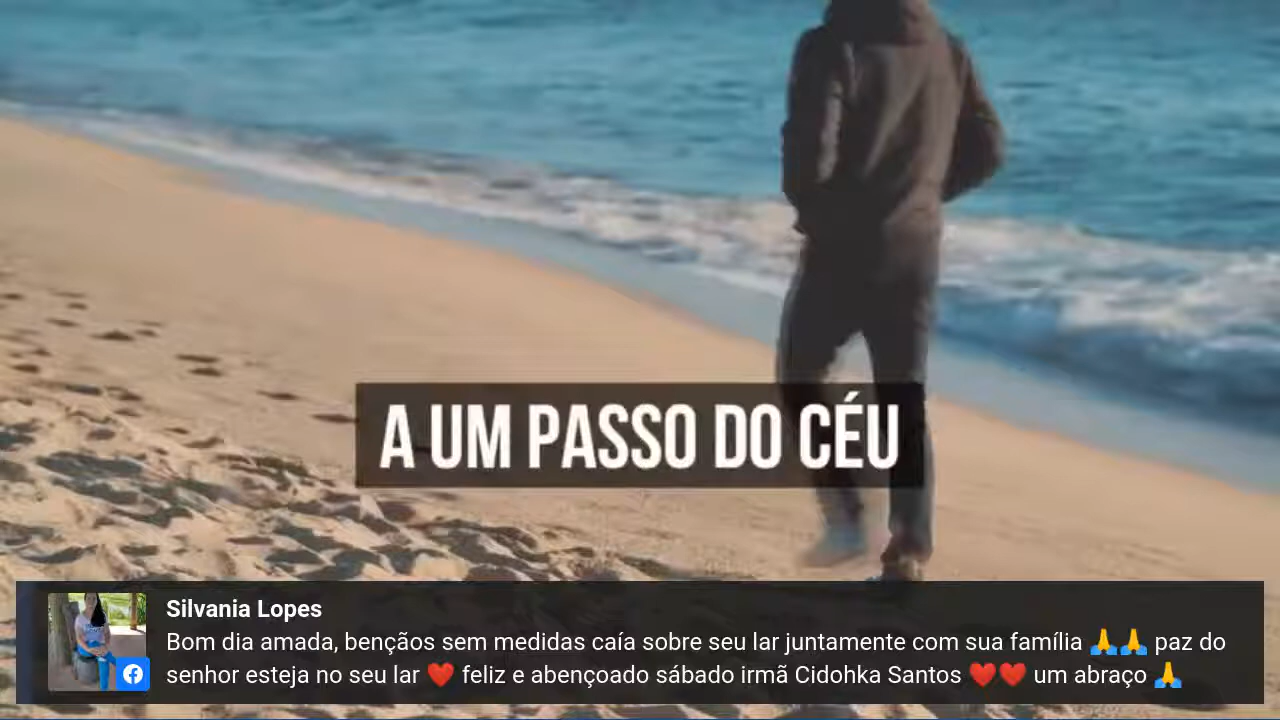 A UM PASSO DO CÉU
Silvania Lopes
Bom dia amada, bençãos sem medidas caía sobre seu lar juntamente com sua família 🙏🙏 paz do
senhor esteja no seu lar ❤️ feliz e abençoado sábado irmã Cidohka Santos ❤️❤️ um abraço 🙏